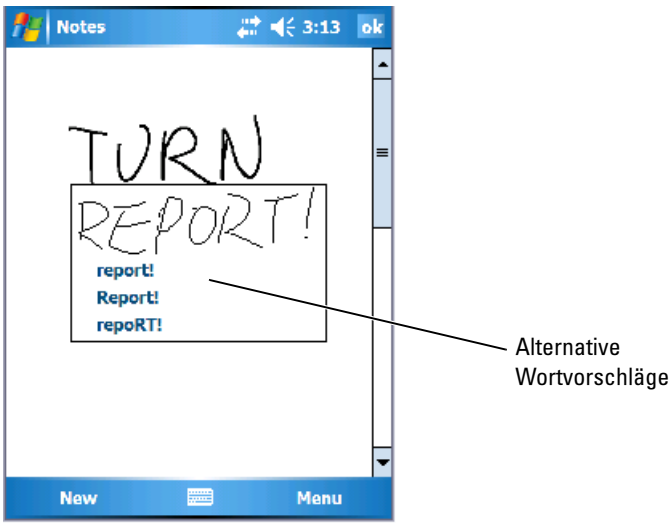 Notes 3:13 ok
TURN
REPORT!
report!
Report!
repoRT!
Alternative
Wortvorschläge
New Menu